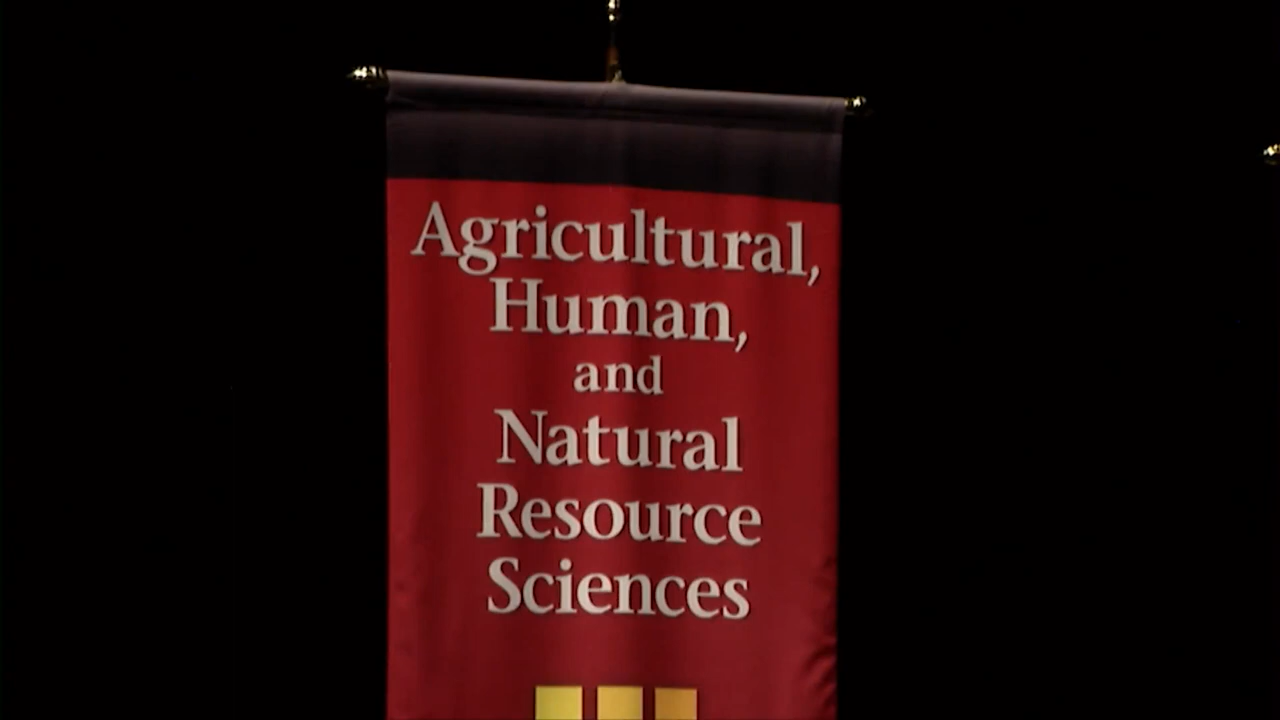 Agricultural,
Human,
and
Natural
Resource
Sciences